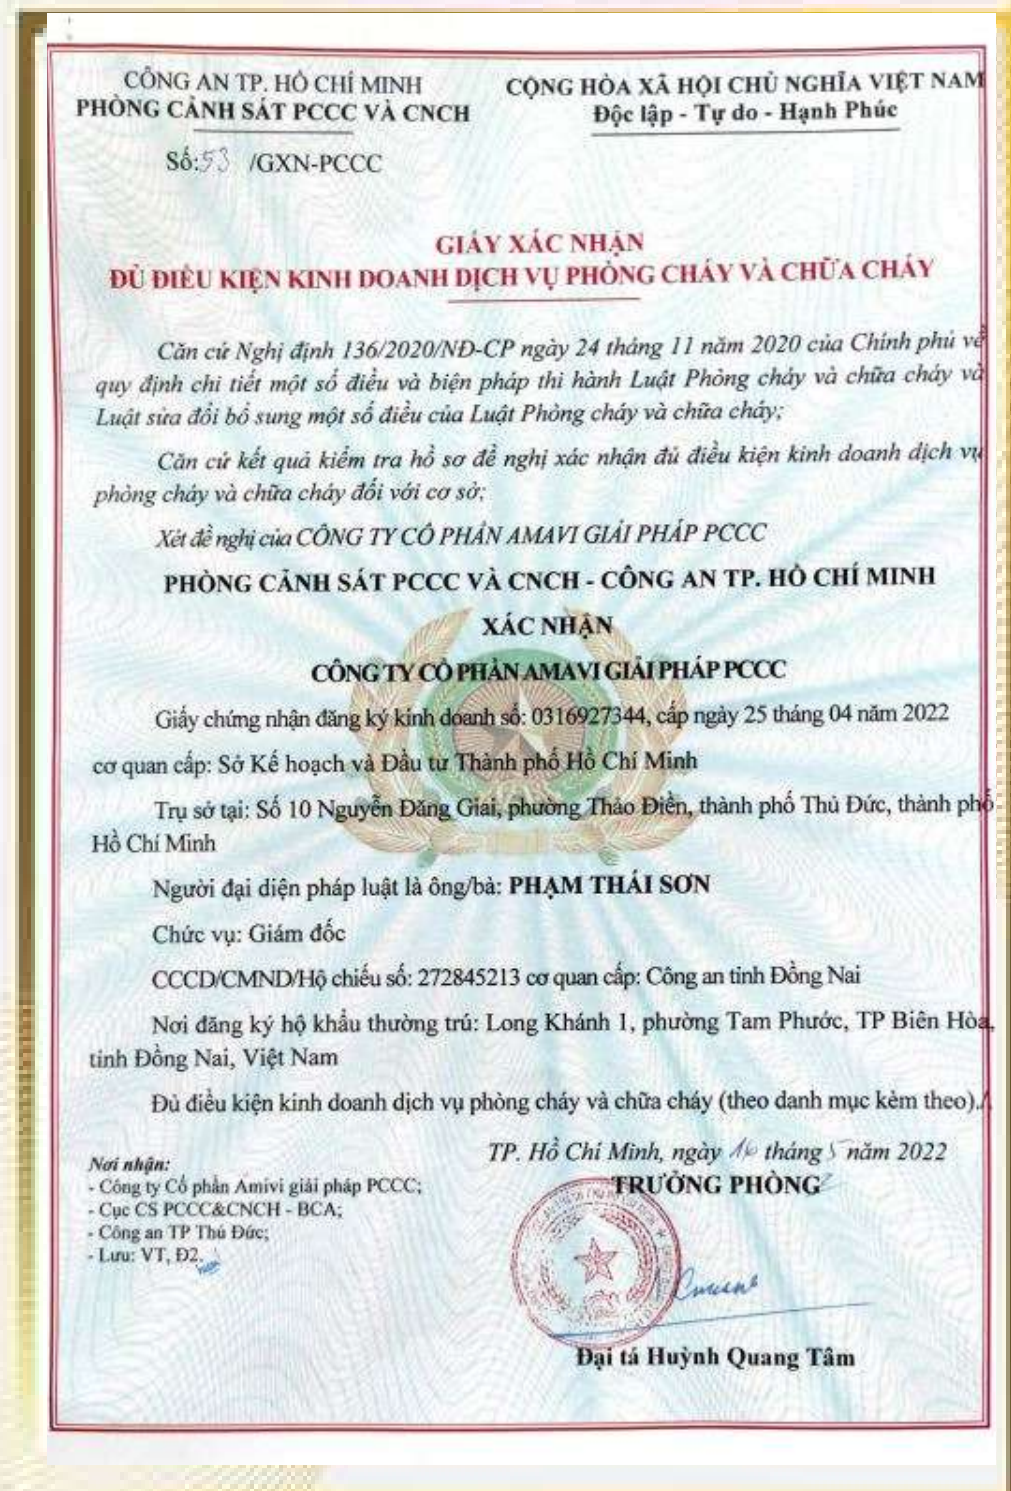 CÔNG AN TP. HỒ CHÍ MINH
PHÒNG CẢNH SÁT PCCC VÀ CNCH
CỘNG HÒA XÃ HỘI CHỦ NGHĨA VIỆT NAM
Độc lập - Tự do - Hạnh Phúc
Số:53 /GXN-PCCC
GIẤY XÁC NHẬN
ĐỦ ĐIỀU KIỆN KINH DOANH DỊCH VỤ PHÒNG CHÁY VÀ CHỮA CHÁY
Căn cứ Nghị định 136/2020/NĐ-CP ngày 24 tháng 11 năm 2020 của Chính phủ về
quy định chi tiết một số điều và biện pháp thi hành Luật Phòng cháy và chữa cháy và
Luật sửa đổi bổ sung một số điều của Luật Phòng cháy và chữa cháy;
Căn cứ kết quả kiểm tra hồ sơ đề nghị xác nhận đủ điều kiện kinh doanh dịch vụ
phòng cháy và chữa cháy đối với cơ sở;
Xét đề nghị của CÔNG TY CỔ PHẦN AMAVI GIẢI PHÁP PCCC
PHÒNG CẢNH SÁT PCCC VÀ CNCH - CÔNG AN TP. HỒ CHÍ MINH
XÁC NHẬN
CÔNG TY CỔ PHẦN AMAVI GIẢI PHÁP PCCC
Giấy chứng nhận đăng ký kinh doanh số: 0316927344, cấp ngày 25 tháng 04 năm 2022
cơ quan cấp: Sở Kế hoạch và Đầu tư Thành phố Hồ Chí Minh
Trụ sở tại: Số 10 Nguyễn Đăng Giai, phường Thảo Điền, thành phố Thủ Đức, thành phố
Hồ Chí Minh
Người đại diện pháp luật là ông/bà: PHẠM THÁI SƠN
Chức vụ: Giám đốc
CCCD/CMND/Hộ chiếu số: 272845213 cơ quan cấp: Công an tỉnh Đồng Nai
Nơi đăng ký hộ khẩu thường trú: Long Khánh 1, phường Tam Phước, TP Biên Hòa,
tỉnh Đồng Nai, Việt Nam
Đủ điều kiện kinh doanh dịch vụ phòng cháy và chữa cháy (theo danh mục kèm theo)./.
TP. Hồ Chí Minh, ngày tháng 5 năm 2022
TRƯỞNG PHÒNG
Nơi nhận:
- Công ty Cổ phần Amivi giải pháp PCCC;
- Cục CS PCCC&CNCH - BCA;
- Công an TP Thủ Đức;
- Lưu: VT, Đ2.
Đại tá Huỳnh Quang Tâm